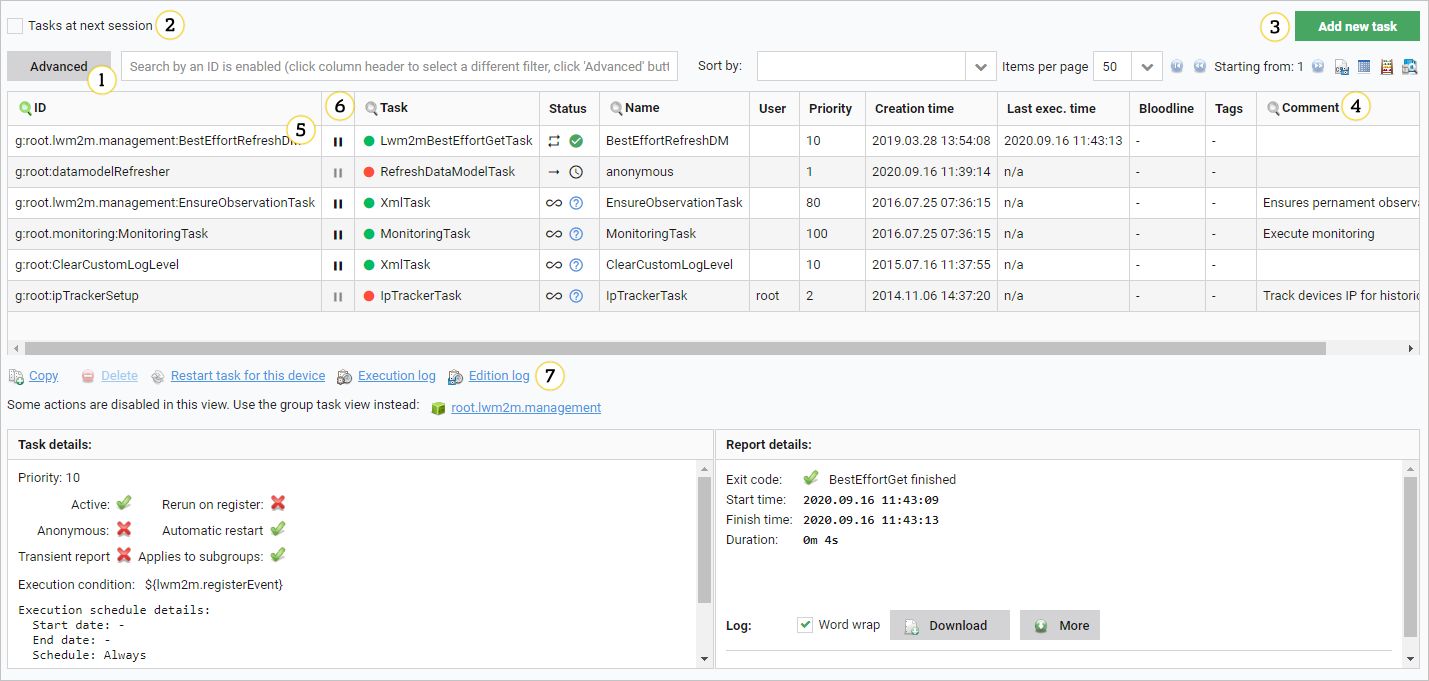 Tasks at next session 2
3 Add new task
Advanced 1 Search by an ID is enabled (click column header to select a different filter, click 'Advanced' butt Sort by: Items per page 50 Starting from: 1
ID 6 Task Status Name User Priority Creation time Last exec. time Bloodline Tags Comment 4
5
g:root.lwm2m.management:BestEffortRefreshDM Lwm2mBestEffortGetTask BestEffortRefreshDM 10 2019.03.28 13:54:08 2020.09.16 11:43:13 - -
g:root:datamodelRefresher RefreshDataModelTask anonymous 1 2020.09.16 11:39:14 n/a - -
g:root.lwm2m.management:EnsureObservationTask XmlTask EnsureObservationTask 80 2016.07.25 07:36:15 n/a - - Ensures pernament observa
g:root.monitoring:MonitoringTask MonitoringTask MonitoringTask 100 2016.07.25 07:36:15 n/a - - Execute monitoring
g:root:ClearCustomLogLevel XmlTask ClearCustomLogLevel 10 2015.07.16 11:37:55 n/a - -
g:root:ipTrackerSetup IpTrackerTask IpTrackerTask root 2 2014.11.06 14:37:20 n/a - - Track devices IP for historic
Copy Delete Restart task for this device Execution log Edition log 7
Some actions are disabled in this view. Use the group task view instead: root.lwm2m.management
Task details:
Priority: 10
Active: Rerun on register:
Anonymous: Automatic restart
Transient report Applies to subgroups:
Execution condition: ${lwm2m.registerEvent}
Execution schedule details:
Start date: -
End date: -
Schedule: Always
Report details:
Exit code: BestEffortGet finished
Start time: 2020.09.16 11:43:09
Finish time: 2020.09.16 11:43:13
Duration: 0m 4s
Log: Word wrap Download More